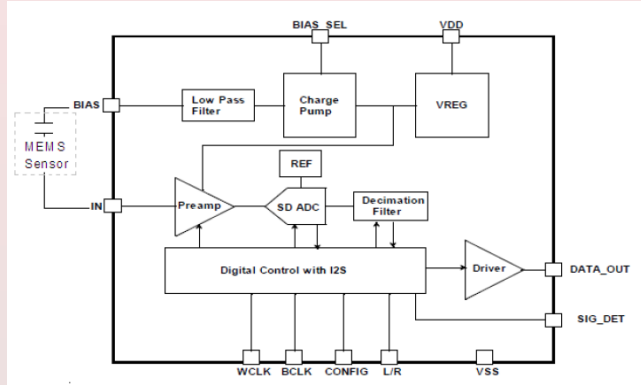 BIAS_SEL
VDD
BIAS
Low Pass
Filter
Charge
Pump
VREG
MEMS
Sensor
REF
IN
Preamp
SD ADC
Decimation
Filter
Digital Control with I2S
Driver
DATA_OUT
SIG_DET
WCLK
BCLK
CONFIG
L/R
VSS